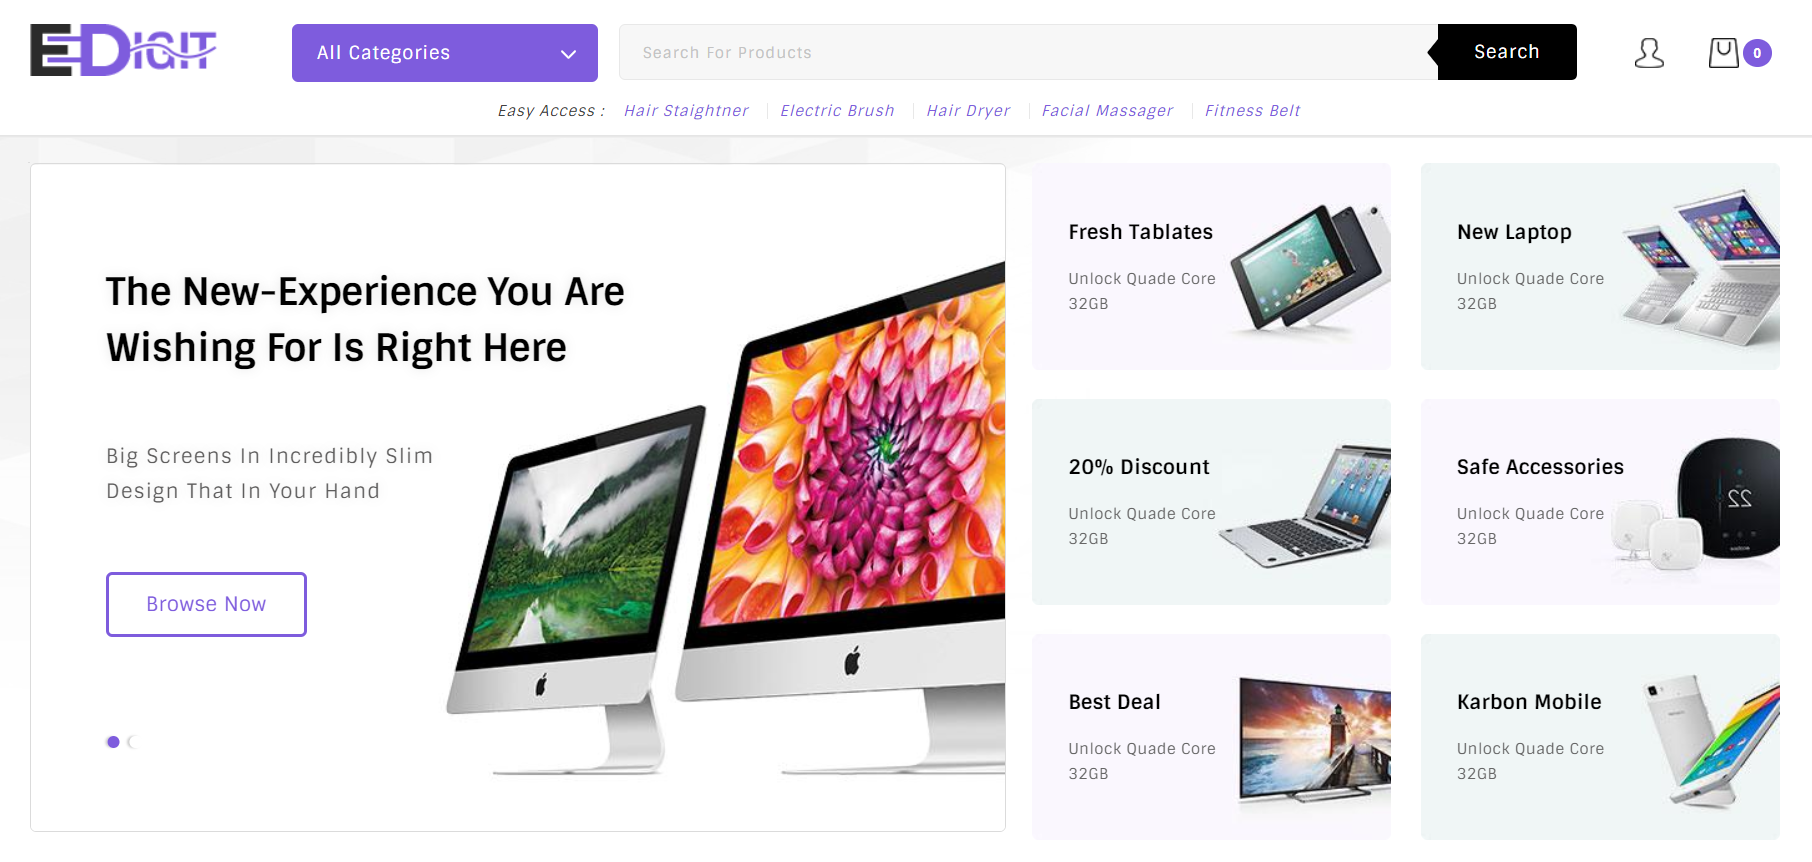 EDIGIT
All Categories
Search For Products
Search
0
Easy Access :
Hair Staightner
Electric Brush
Hair Dryer
Facial Massager
Fitness Belt
The New-Experience You Are
Wishing For Is Right Here
Big Screens In Incredibly Slim
Design That In Your Hand
Browse Now
Fresh Tablates
Unlock Quade Core
32GB
New Laptop
Unlock Quade Core
32GB
20% Discount
Unlock Quade Core
32GB
Safe Accessories
Unlock Quade Core
32GB
22
Best Deal
Unlock Quade Core
32GB
Karbon Mobile
Unlock Quade Core
32GB